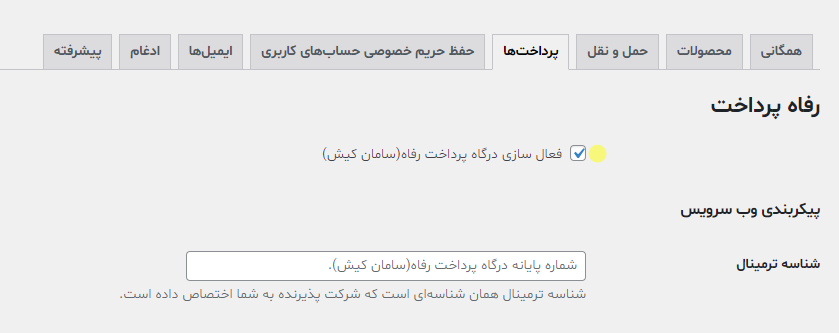 همگانی
محصولات
حمل و نقل
پرداخت‌ها
حفظ حریم خصوصی حساب‌های کاربری
ایمیل‌ها
ادغام
پیشرفته
رفاه پرداخت
فعال سازی درگاه پرداخت رفاه(سامان کیش)
پیکربندی وب سرویس
شناسه ترمینال
شماره پایانه درگاه پرداخت رفاه(سامان کیش).
شناسه ترمینال همان شناسه‌ای است که شرکت پذیرنده به شما اختصاص داده است.